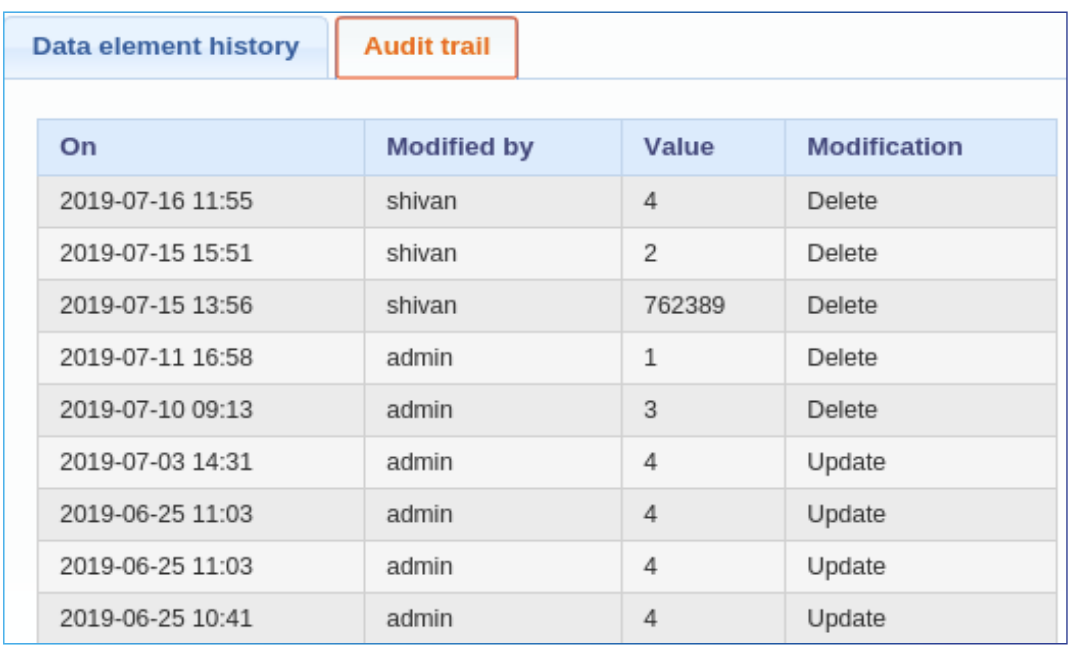 Data element history Audit trail
On Modified by Value Modification
2019-07-16 11:55 shivan 4 Delete
2019-07-15 15:51 shivan 2 Delete
2019-07-15 13:56 shivan 762389 Delete
2019-07-11 16:58 admin 1 Delete
2019-07-10 09:13 admin 3 Delete
2019-07-03 14:31 admin 4 Update
2019-06-25 11:03 admin 4 Update
2019-06-25 11:03 admin 4 Update
2019-06-25 10:41 admin 4 Update